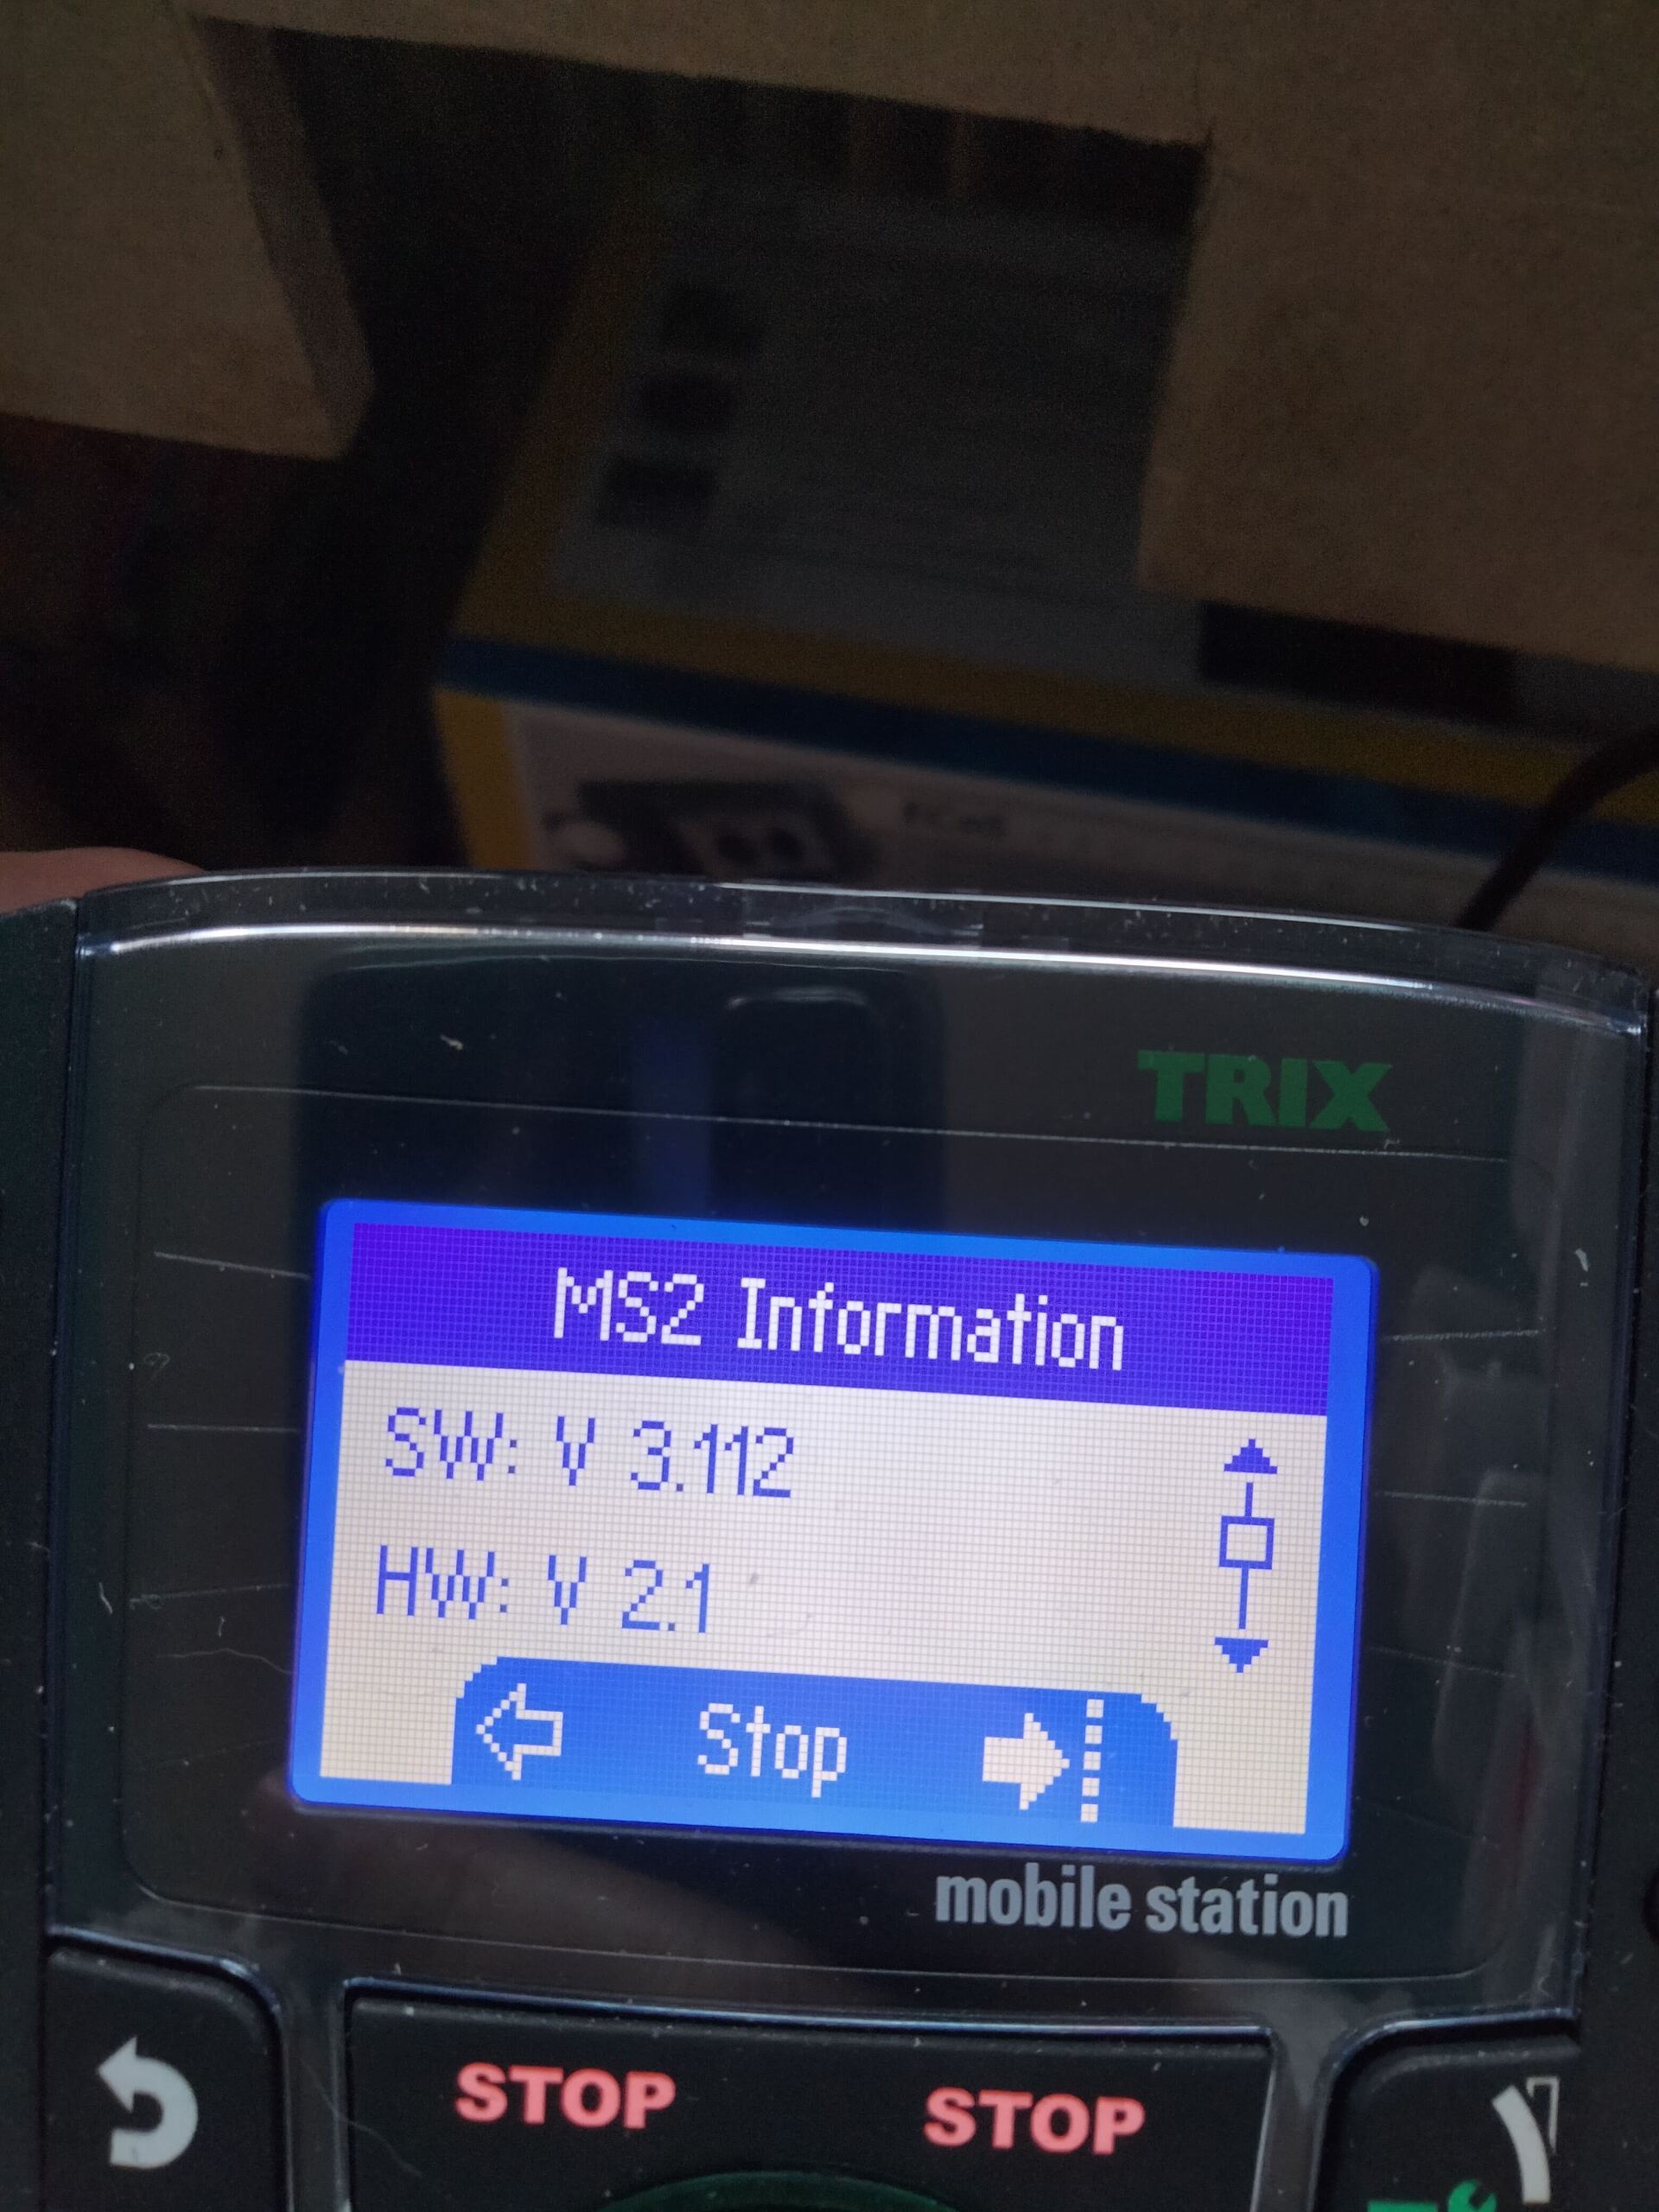 TRIX
MS2 Information
SW: V 3.112
HW: V 2.1
Stop
mobile station
STOP STOP